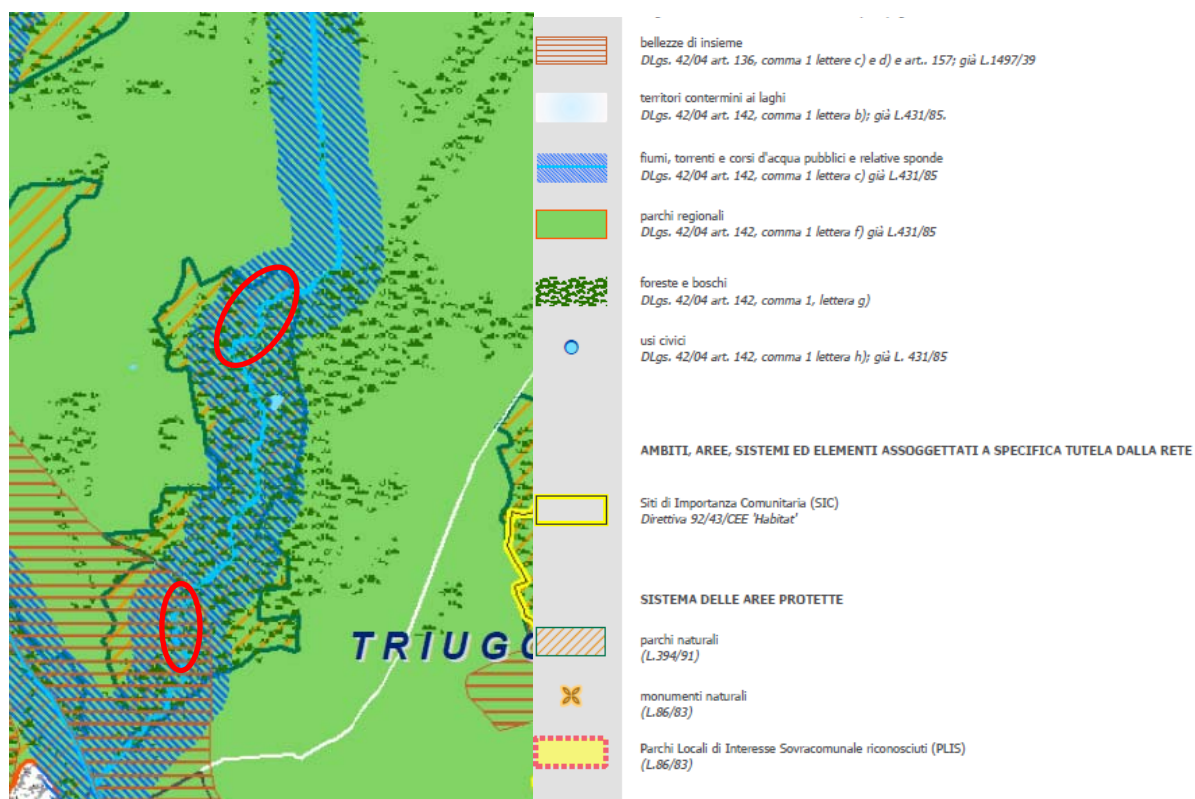 bellezze di insieme
DLgs. 42/04 art. 136, comma 1 lettere c) e d) e art.. 157; già L.1497/39
territori contermini ai laghi
DLgs. 42/04 art. 142, comma 1 lettera b); già L.431/85.
fiumi, torrenti e corsi d'acqua pubblici e relative sponde
DLgs. 42/04 art. 142, comma 1 lettera c) già L.431/85
parchi regionali
DLgs. 42/04 art. 142, comma 1 lettera f) già L.431/85
foreste e boschi
DLgs. 42/04 art. 142, comma 1, lettera g)
usi civici
DLgs. 42/04 art. 142, comma 1 lettera h); già L. 431/85
AMBITI, AREE, SISTEMI ED ELEMENTI ASSOGGETTATI A SPECIFICA TUTELA DALLA RETE
Siti di Importanza Comunitaria (SIC)
Direttiva 92/43/CEE 'Habitat'
SISTEMA DELLE AREE PROTETTE
TRIUGO
parchi naturali
(L.394/91)
monumenti naturali
(L.86/83)
Parchi Locali di Interesse Sovracomunale riconosciuti (PLIS)
(L.86/83)